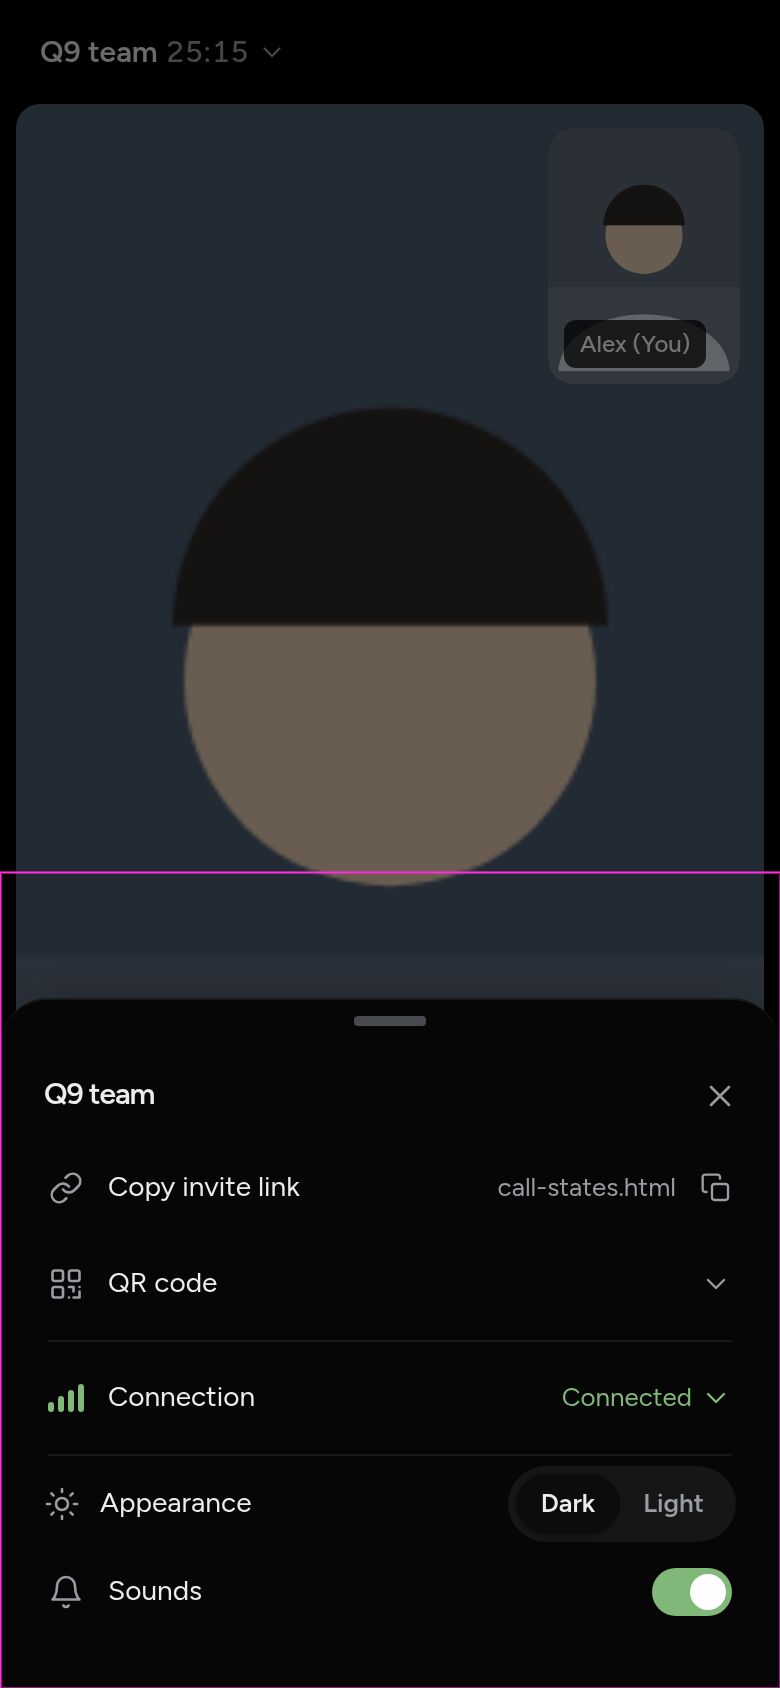 Q9 team 25:15
Alex (You)
Q9 team
Copy invite link call-states.html
QR code
Connection Connected
Appearance Dark Light
Sounds